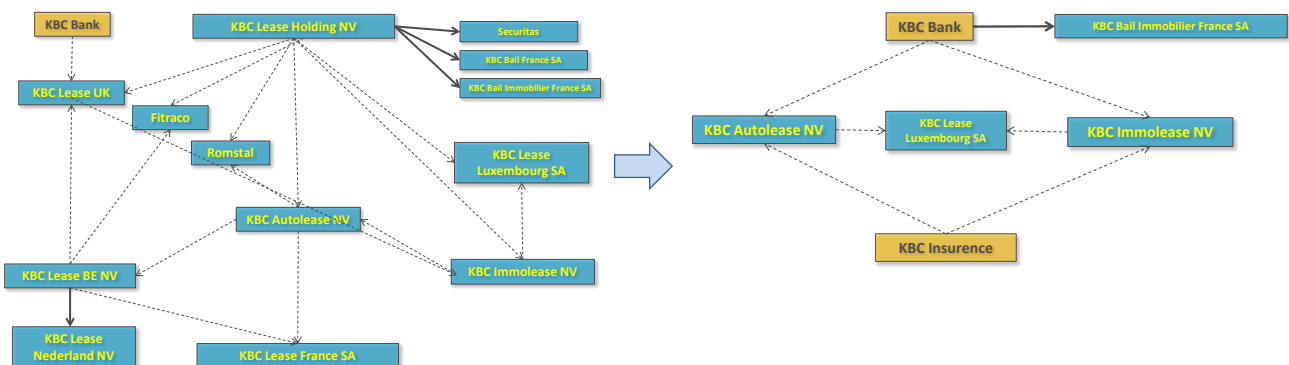 KBC Bank
KBC Lease Holding NV
Securitas
KBC Bail France SA
KBC Bail Immobilier France SA
KBC Lease UK
Fitraco
Romstal
KBC Lease
Luxembourg SA
KBC Autolease NV
KBC Lease BE NV
KBC Immolease NV
KBC Lease
Nederland NV
KBC Lease France SA
KBC Bank
KBC Bail Immobilier France SA
KBC Autolease NV
KBC Lease
Luxembourg SA
KBC Immolease NV
KBC Insurence